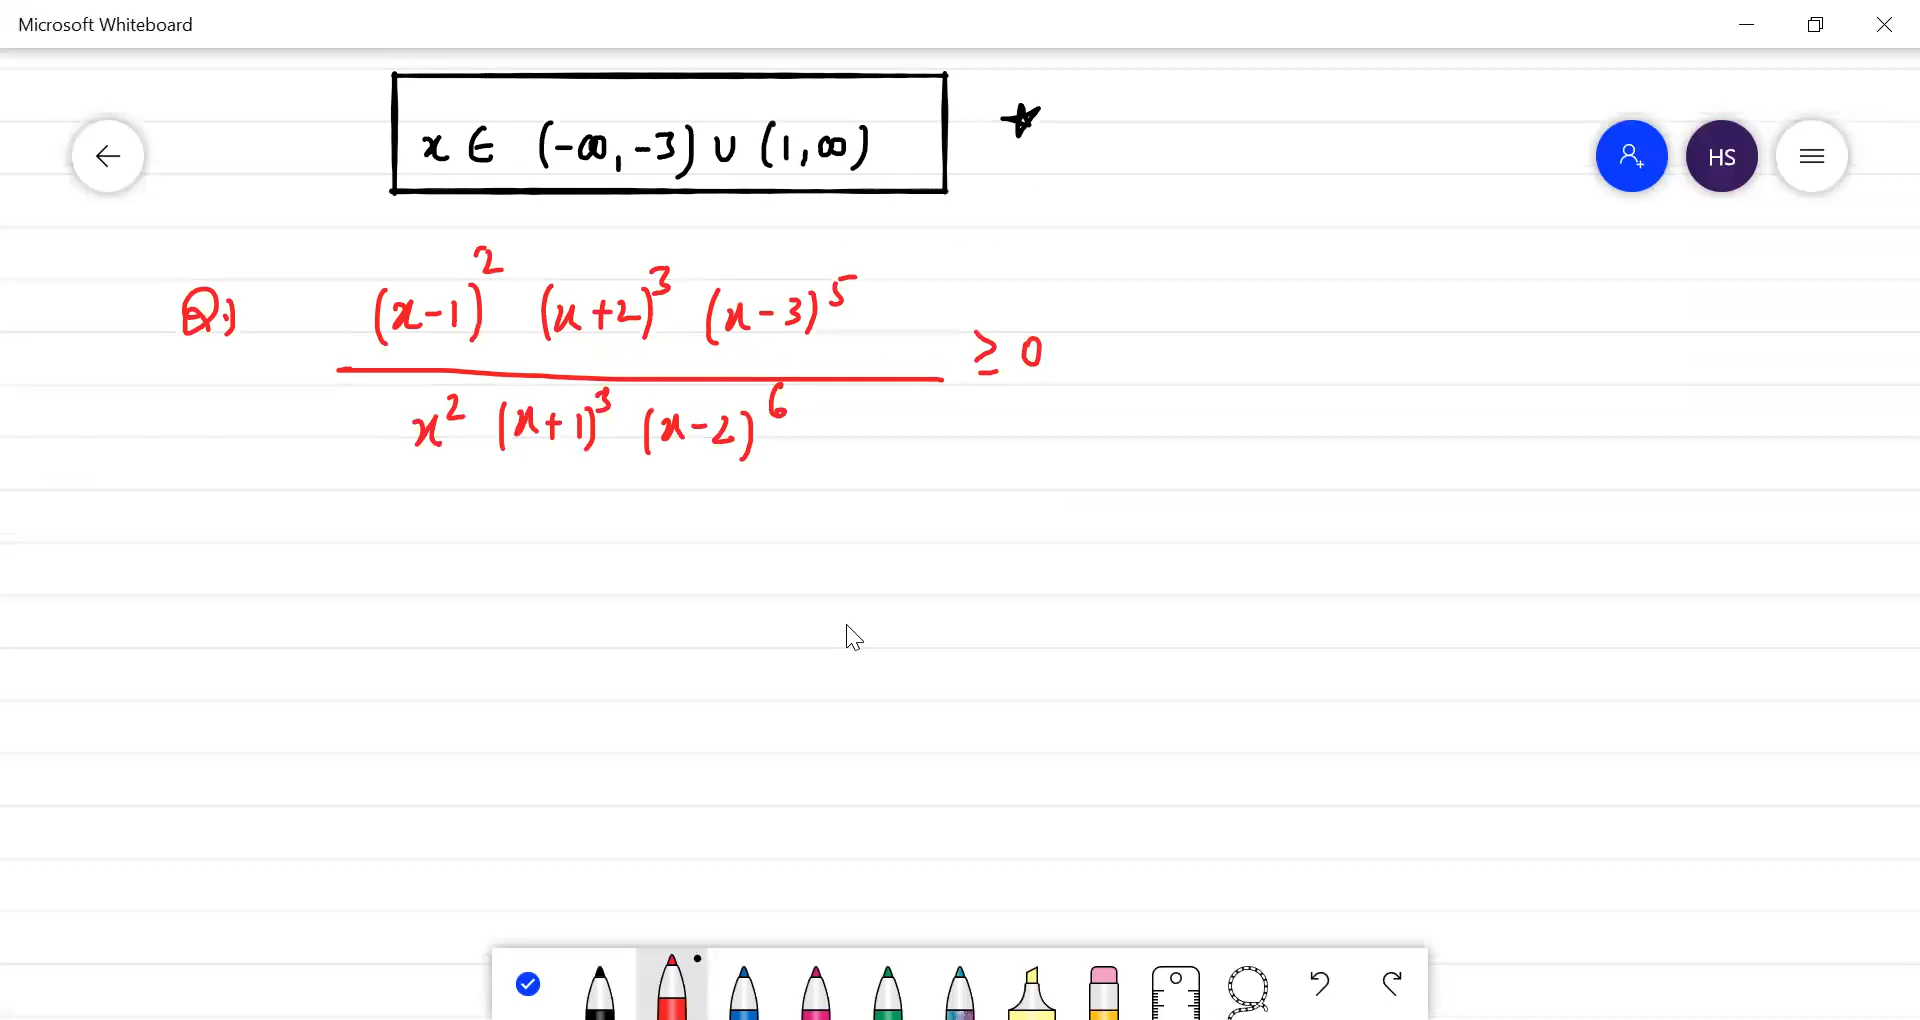 Microsoft Whiteboard
x ∈ (-∞, -3) ∪ (1, ∞)
HS
Q:) (x-1)² (x+2)³ (x-3)⁵ ≥ 0
x² (x+1)³ (x-2)⁶